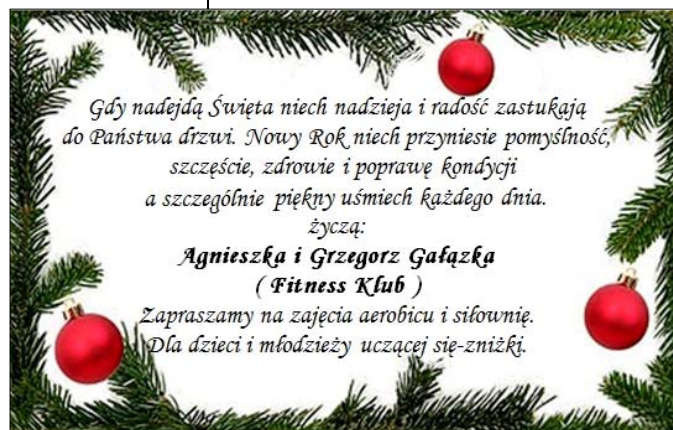 Gdy nadejdą Święta niech nadzieja i radość zastukają
do Państwa drzwi. Nowy Rok niech przyniesie pomyślność,
szczęście, zdrowie i poprawę kondycji
a szczególnie piękny uśmiech każdego dnia.
życzą:
Agnieszka i Grzegorz Gałązka
( Fitness Klub )
Zapraszamy na zajęcia aerobicu i siłownię.
Dla dzieci i młodzieży uczącej się-zniżki.